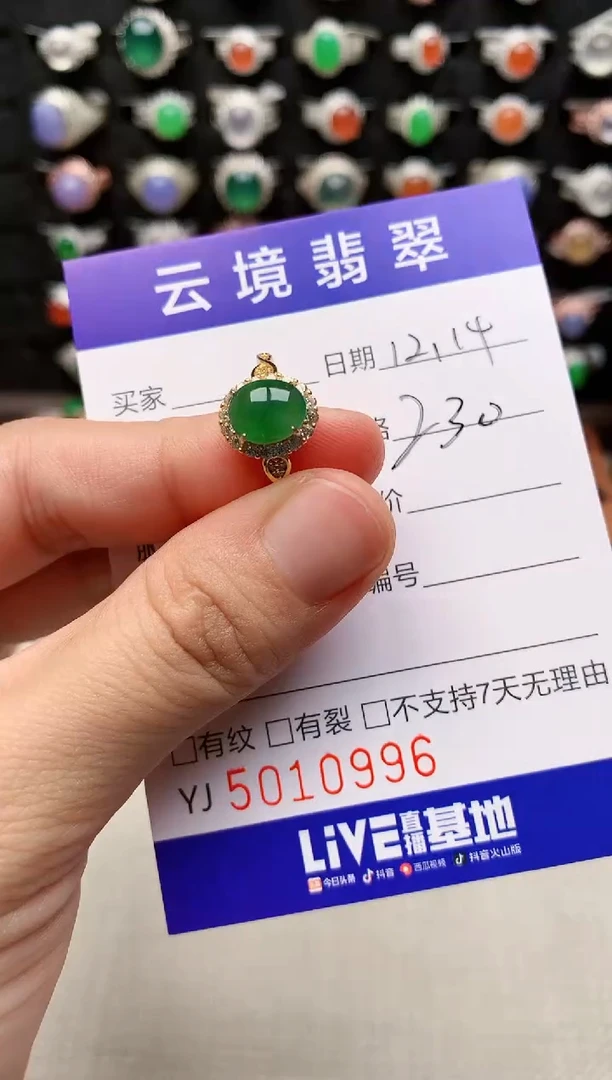 云境翡翠
买家
日期 12.14
格 230
价
编号
□有纹 □有裂 □不支持7天无理由
YJ 5010996
LiVE直播基地
今日头条 抖音 西瓜视频 抖音火山版